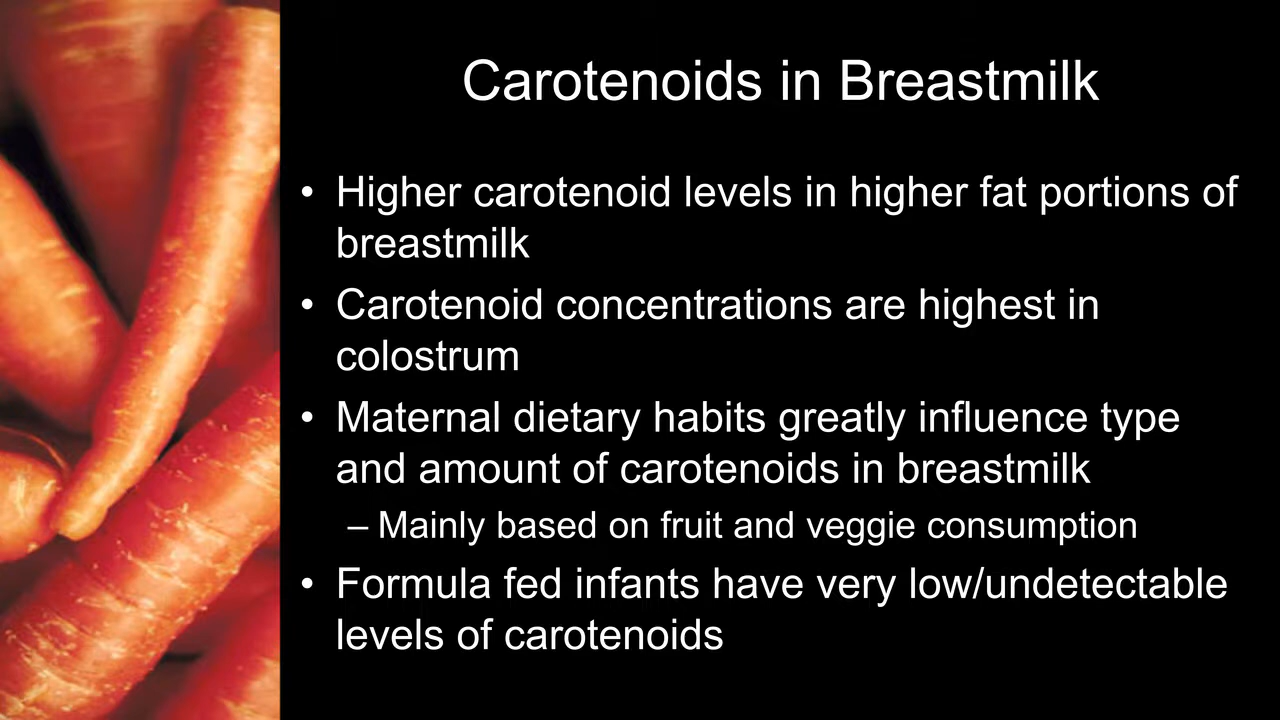 Carotenoids in Breastmilk
• Higher carotenoid levels in higher fat portions of
breastmilk
• Carotenoid concentrations are highest in
colostrum
• Maternal dietary habits greatly influence type
and amount of carotenoids in breastmilk
– Mainly based on fruit and veggie consumption
• Formula fed infants have very low/undetectable
levels of carotenoids